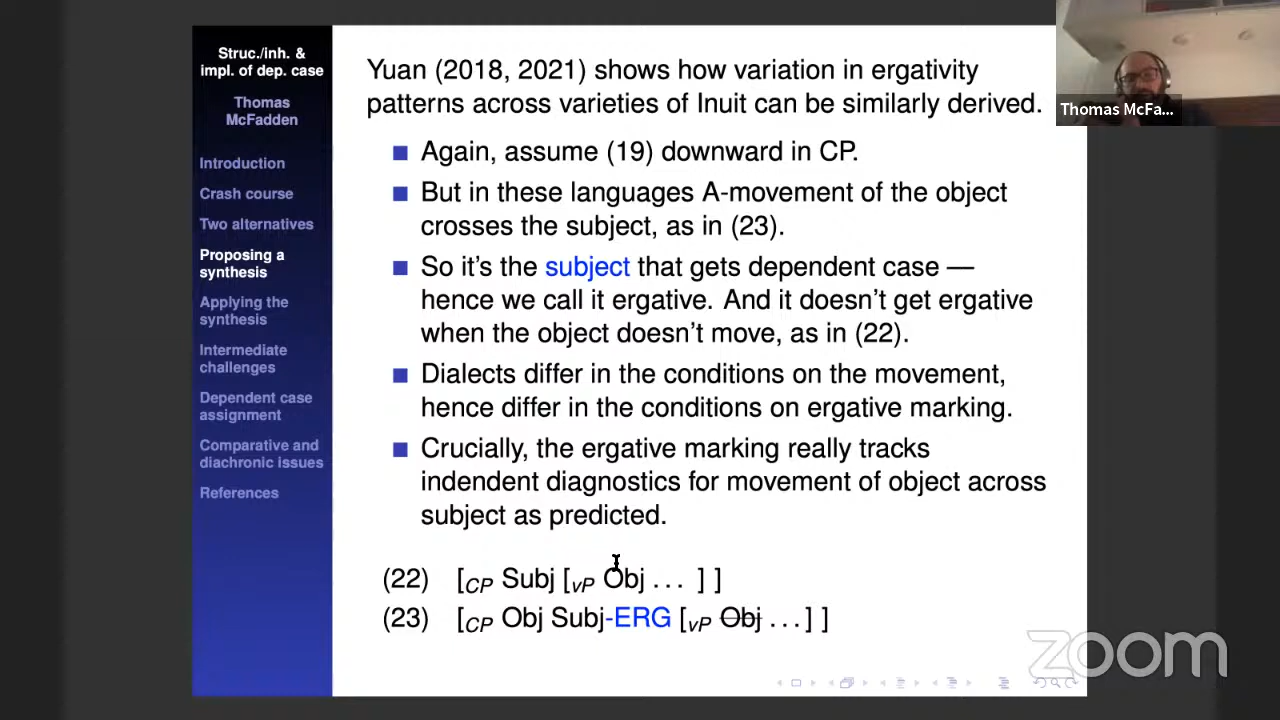 Struc./inh. &
impl. of dep. case
Thomas
McFadden
Introduction
Crash course
Two alternatives
Proposing a
synthesis
Applying the
synthesis
Intermediate
challenges
Dependent case
assignment
Comparative and
diachronic issues
References
Yuan (2018, 2021) shows how variation in ergativity
patterns across varieties of Inuit can be similarly derived.
Again, assume (19) downward in CP.
But in these languages A-movement of the object
crosses the subject, as in (23).
So it's the subject that gets dependent case —
hence we call it ergative. And it doesn't get ergative
when the object doesn't move, as in (22).
Dialects differ in the conditions on the movement,
hence differ in the conditions on ergative marking.
Crucially, the ergative marking really tracks
indendent diagnostics for movement of object across
subject as predicted.
(22) [CP Subj [vP Obj . . . ] ]
(23) [CP Obj Subj-ERG [vP Obj . . . ] ]
Thomas McFa...
zoom